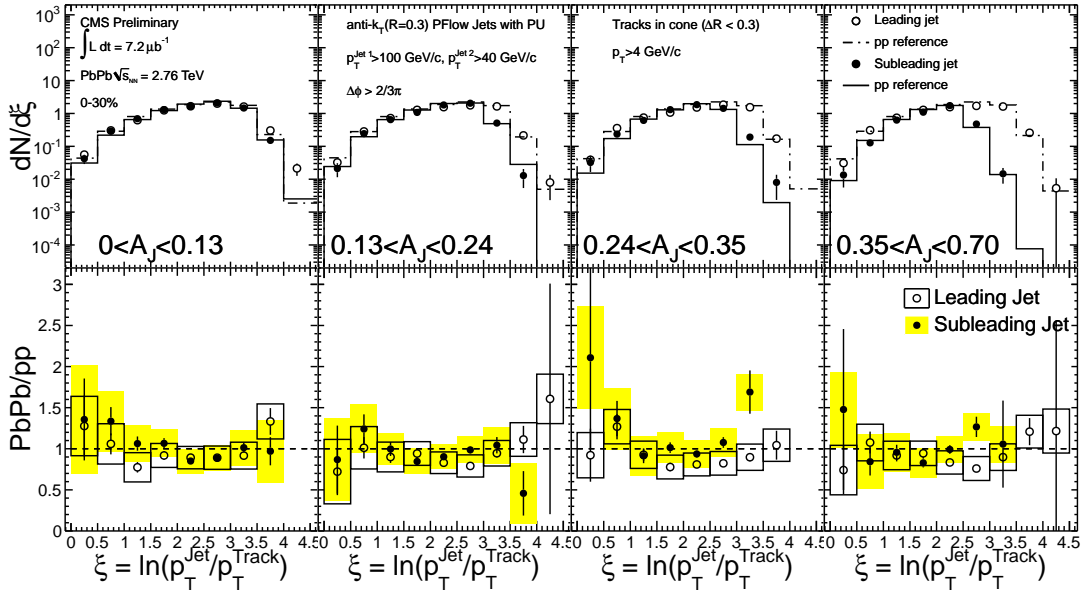 CMS Preliminary
∫L dt = 7.2 μb⁻¹
PbPb √s_NN = 2.76 TeV
0-30%
anti-k_T(R=0.3) PFlow Jets with PU
p_T^Jet 1>100 GeV/c, p_T^Jet 2>40 GeV/c
Δϕ > 2/3π
Tracks in cone (ΔR < 0.3)
p_T>4 GeV/c
Leading jet
pp reference
Subleading jet
pp reference
dN/dξ
10³
10²
10
1
10⁻¹
10⁻²
10⁻³
10⁻⁴
0<A_J<0.13
0.13<A_J<0.24
0.24<A_J<0.35
0.35<A_J<0.70
Leading Jet
Subleading Jet
PbPb/pp
3
2.5
2
1.5
1
0.5
0
0 0.5 1 1.5 2 2.5 3 3.5 4 4.5
0 0.5 1 1.5 2 2.5 3 3.5 4 4.5
0 0.5 1 1.5 2 2.5 3 3.5 4 4.5
0 0.5 1 1.5 2 2.5 3 3.5 4 4.5
ξ = ln(p_T^Jet/p_T^Track)
ξ = ln(p_T^Jet/p_T^Track)
ξ = ln(p_T^Jet/p_T^Track)
ξ = ln(p_T^Jet/p_T^Track)